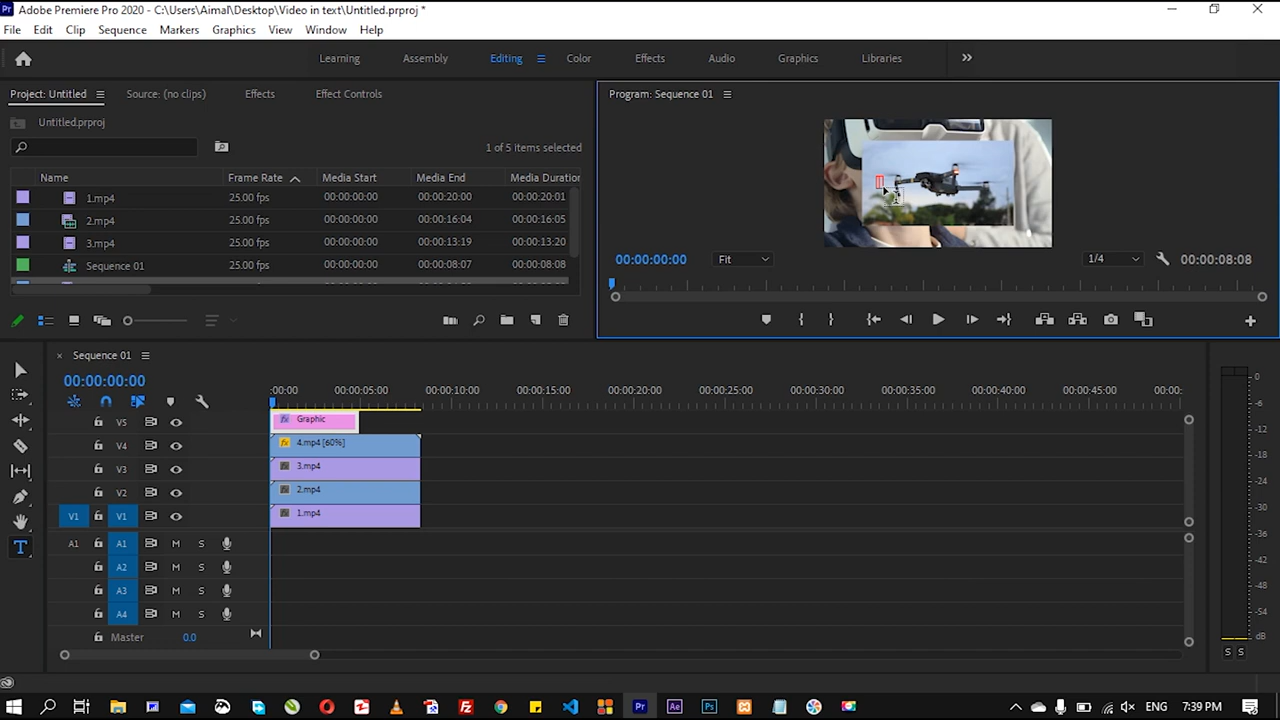 Adobe Premiere Pro 2020 - C:\Users\Aimal\Desktop\Video in text\Untitled.prproj *
File Edit Clip Sequence Markers Graphics View Window Help
Learning Assembly Editing Color Effects Audio Graphics Libraries
Project: Untitled Source: (no clips) Effects Effect Controls
Untitled.prproj
1 of 5 items selected
Name Frame Rate Media Start Media End Media Duration
1.mp4 25.00 fps 00:00:00:00 00:00:20:00 00:00:20:01
2.mp4 25.00 fps 00:00:00:00 00:00:16:04 00:00:16:05
3.mp4 25.00 fps 00:00:00:00 00:00:13:19 00:00:13:20
Sequence 01 25.00 fps 00:00:00:00 00:00:08:07 00:00:08:08
Program: Sequence 01
00:00:00:00 Fit 1/4 00:00:08:08
Sequence 01
00:00:00:00
:00:00 00:00:05:00 00:00:10:00 00:00:15:00 00:00:20:00 00:00:25:00 00:00:30:00 00:00:35:00 00:00:40:00 00:00:45:00 00:00:
V5 Graphic
V4 4.mp4 [60%]
V3 3.mp4
V2 2.mp4
V1 V1 1.mp4
A1 A1 M S
A2 M S
A3 M S
A4 M S
Master 0.0
0
-6
-12
-18
-24
-30
-36
-42
-48
-54
dB
S S
ENG 7:39 PM